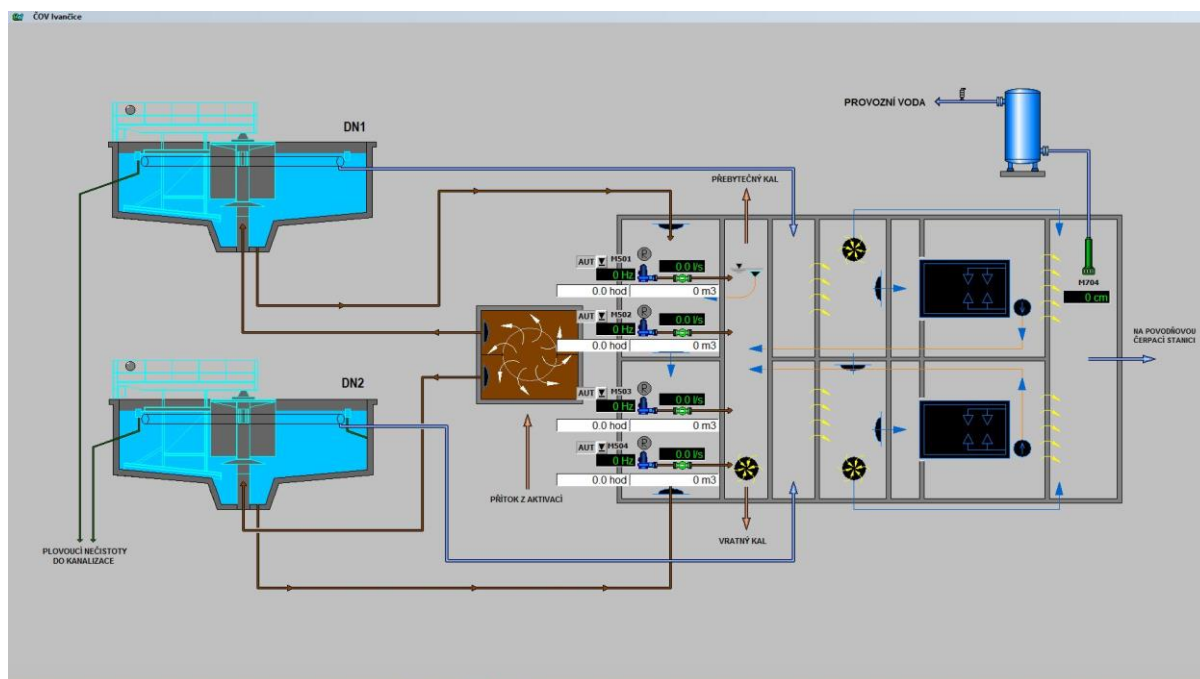 ČOV Ivančice
PROVOZNÍ VODA
DN1
PŘEBYTEČNÝ KAL
AUT M501
0 Hz 0.0 l/s
0.0 hod 0 m3
M704
0 cm
AUT M502
0 Hz 0.0 l/s
0.0 hod 0 m3
NA POVODŇOVOU
ČERPACÍ STANICI
DN2
AUT M503
0 Hz 0.0 l/s
0.0 hod 0 m3
AUT M504
0 Hz 0.0 l/s
0.0 hod 0 m3
PŘÍTOK Z AKTIVACÍ
VRATNÝ KAL
PLOVOUCÍ NEČISTOTY
DO KANALIZACE